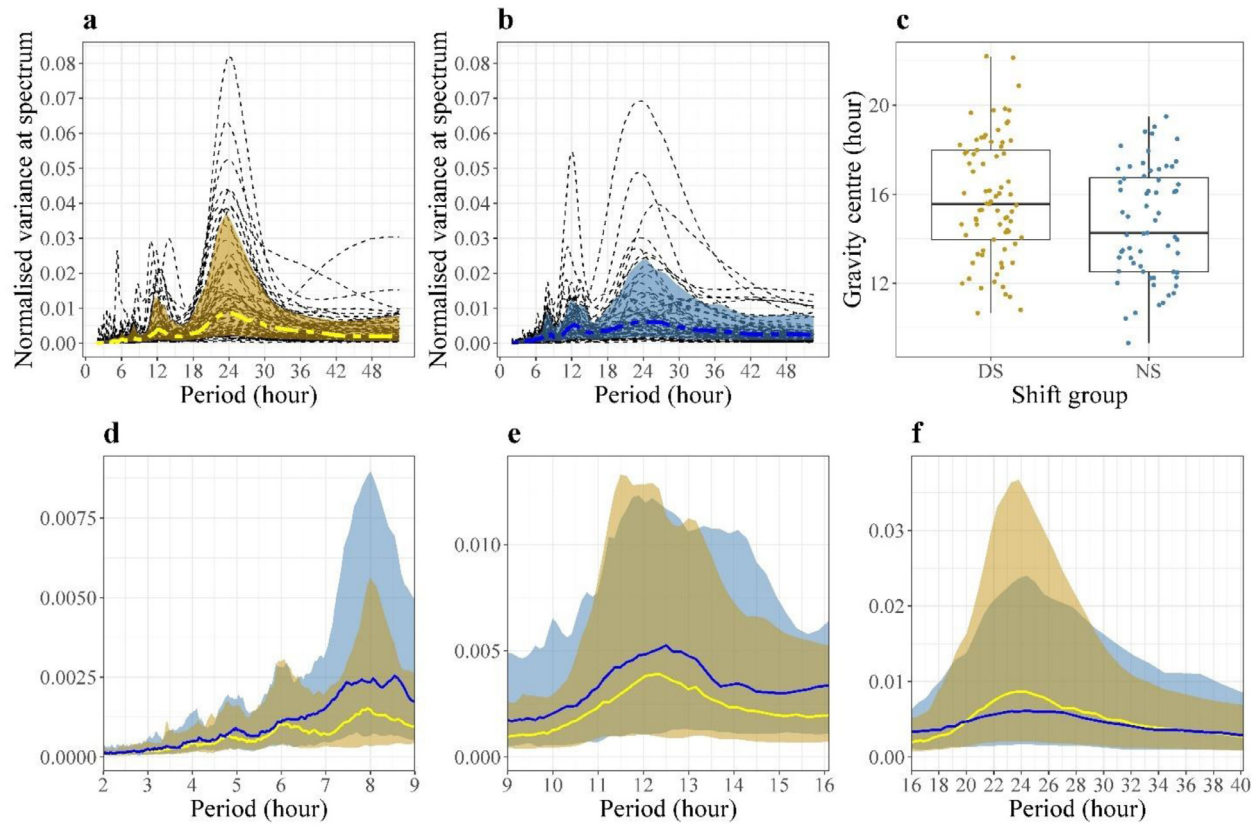 a
Normalised variance at spectrum
0.08
0.07
0.06
0.05
0.04
0.03
0.02
0.01
0.00
0 6 12 18 24 30 36 42 48
Period (hour)
b
Normalised variance at spectrum
0.08
0.07
0.06
0.05
0.04
0.03
0.02
0.01
0.00
0 6 12 18 24 30 36 42 48
Period (hour)
c
Gravity centre (hour)
20
16
12
DS NS
Shift group
d
0.0075
0.0050
0.0025
0.0000
2 3 4 5 6 7 8 9
Period (hour)
e
0.010
0.005
0.000
9 10 11 12 13 14 15 16
Period (hour)
f
0.03
0.02
0.01
0.00
16 18 20 22 24 26 28 30 32 34 36 38 40
Period (hour)